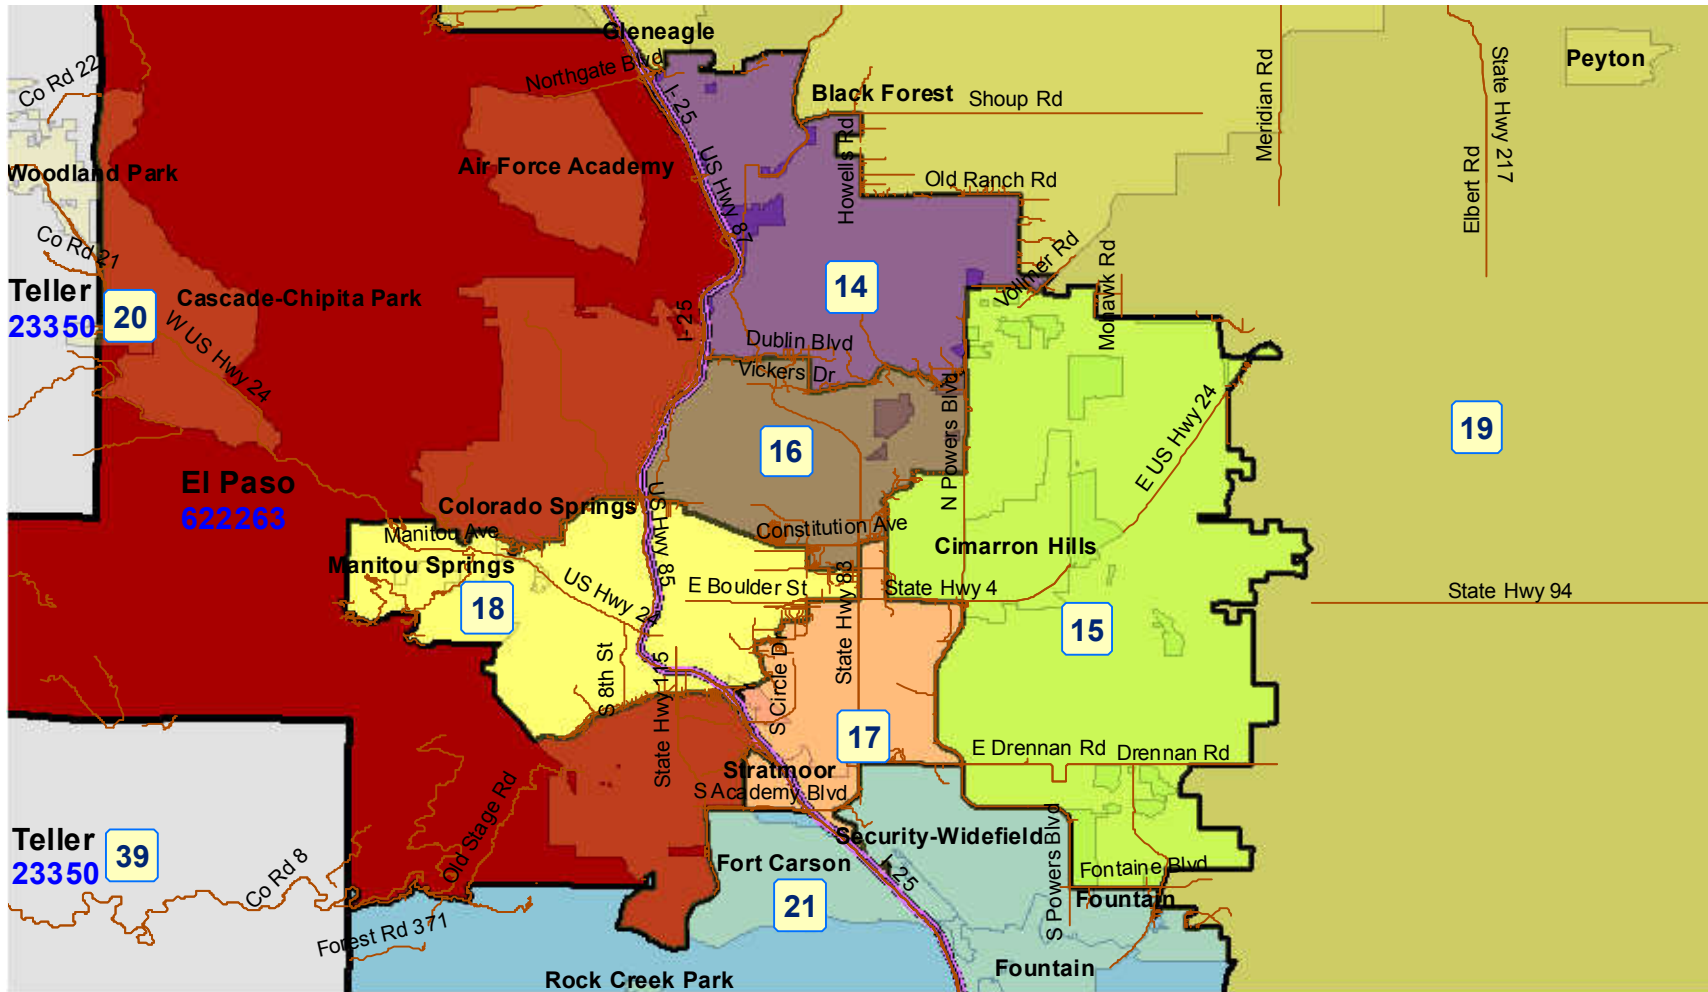 Gleneagle
Northgate Blvd
Co Rd 22
I-25
Black Forest
Shoup Rd
Meridian Rd
State Hwy 217
Peyton
Woodland Park
Air Force Academy
US Hwy 87
Howells Rd
Old Ranch Rd
Elbert Rd
Co Rd 21
Teller
23350
20
Cascade-Chipita Park
W US Hwy 24
I-25
14
Vollmer Rd
Mohawk Rd
Dublin Blvd
Vickers Dr
N Powers Blvd
E US Hwy 24
19
16
El Paso
622263
Colorado Springs
US Hwy 85
Manitou Ave
Constitution Ave
Cimarron Hills
Manitou Springs
18
US Hwy 24
E Boulder St
State Hwy 83
State Hwy 4
State Hwy 94
15
S 8th St
State Hwy 115
S Circle Dr
17
E Drennan Rd
Drennan Rd
Stratmoor
S Academy Blvd
Old Stage Rd
Teller
23350
39
Co Rd 8
Security-Widefield
S Powers Blvd
Fort Carson
I-25
Fontaine Blvd
21
Fountain
Forest Rd 371
Rock Creek Park
Fountain